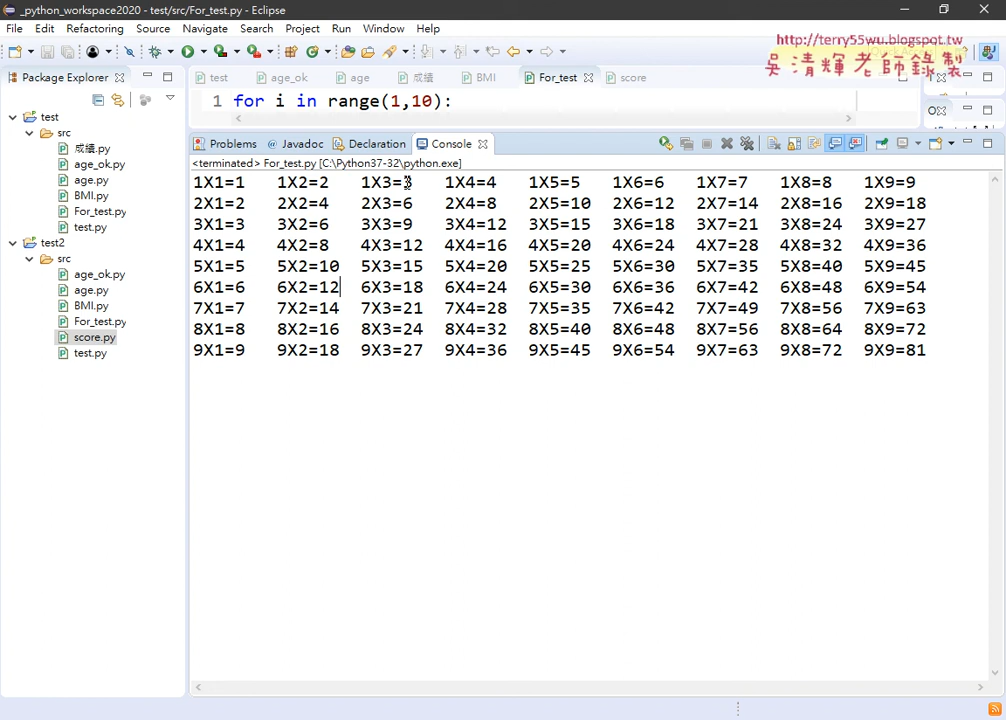 _python_workspace2020 - test/src/For_test.py - Eclipse
File Edit Refactoring Source Navigate Search Project Run Window Help
http://terry55wu.blogspot.tw
吳清輝老師錄製
Package Explorer
test age_ok age 成績 BMI For_test score
1 for i in range(1,10):
test
src
成績.py
age_ok.py
age.py
BMI.py
For_test.py
test.py
test2
src
age_ok.py
age.py
BMI.py
For_test.py
score.py
test.py
Problems @ Javadoc Declaration Console
<terminated> For_test.py [C:\Python37-32\python.exe]
1X1=1 1X2=2 1X3=3 1X4=4 1X5=5 1X6=6 1X7=7 1X8=8 1X9=9
2X1=2 2X2=4 2X3=6 2X4=8 2X5=10 2X6=12 2X7=14 2X8=16 2X9=18
3X1=3 3X2=6 3X3=9 3X4=12 3X5=15 3X6=18 3X7=21 3X8=24 3X9=27
4X1=4 4X2=8 4X3=12 4X4=16 4X5=20 4X6=24 4X7=28 4X8=32 4X9=36
5X1=5 5X2=10 5X3=15 5X4=20 5X5=25 5X6=30 5X7=35 5X8=40 5X9=45
6X1=6 6X2=12 6X3=18 6X4=24 6X5=30 6X6=36 6X7=42 6X8=48 6X9=54
7X1=7 7X2=14 7X3=21 7X4=28 7X5=35 7X6=42 7X7=49 7X8=56 7X9=63
8X1=8 8X2=16 8X3=24 8X4=32 8X5=40 8X6=48 8X7=56 8X8=64 8X9=72
9X1=9 9X2=18 9X3=27 9X4=36 9X5=45 9X6=54 9X7=63 9X8=72 9X9=81